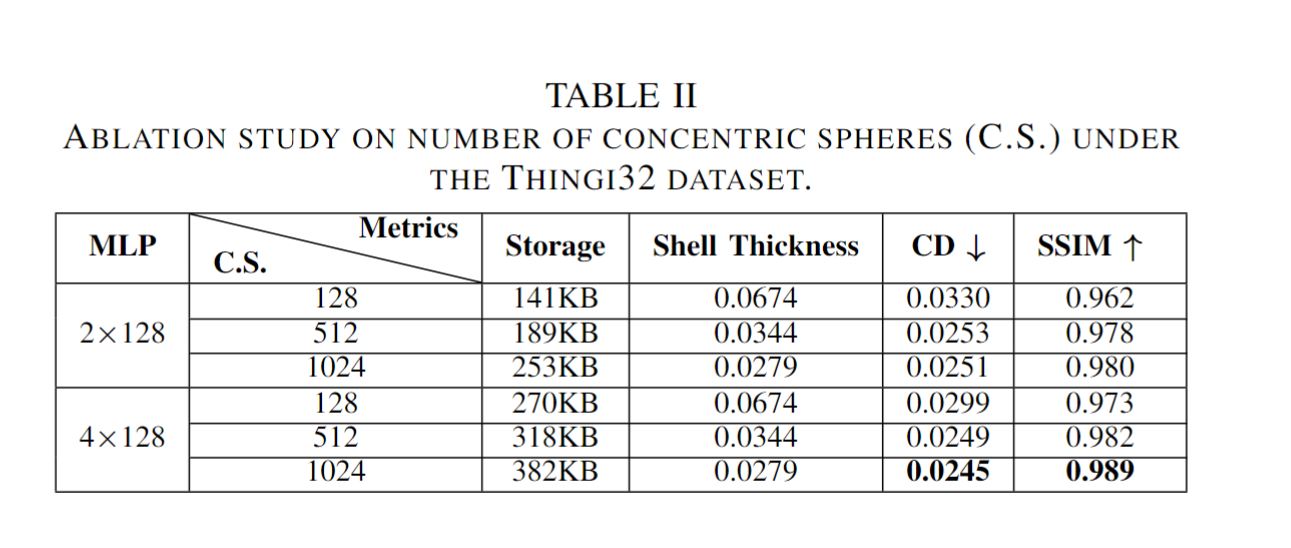 TABLE II
ABLATION STUDY ON NUMBER OF CONCENTRIC SPHERES (C.S.) UNDER
THE THINGI32 DATASET.
MLP Metrics C.S. Storage Shell Thickness CD ↓ SSIM ↑
2×128
128 141KB 0.0674 0.0330 0.962
512 189KB 0.0344 0.0253 0.978
1024 253KB 0.0279 0.0251 0.980
4×128
128 270KB 0.0674 0.0299 0.973
512 318KB 0.0344 0.0249 0.982
1024 382KB 0.0279 0.0245 0.989